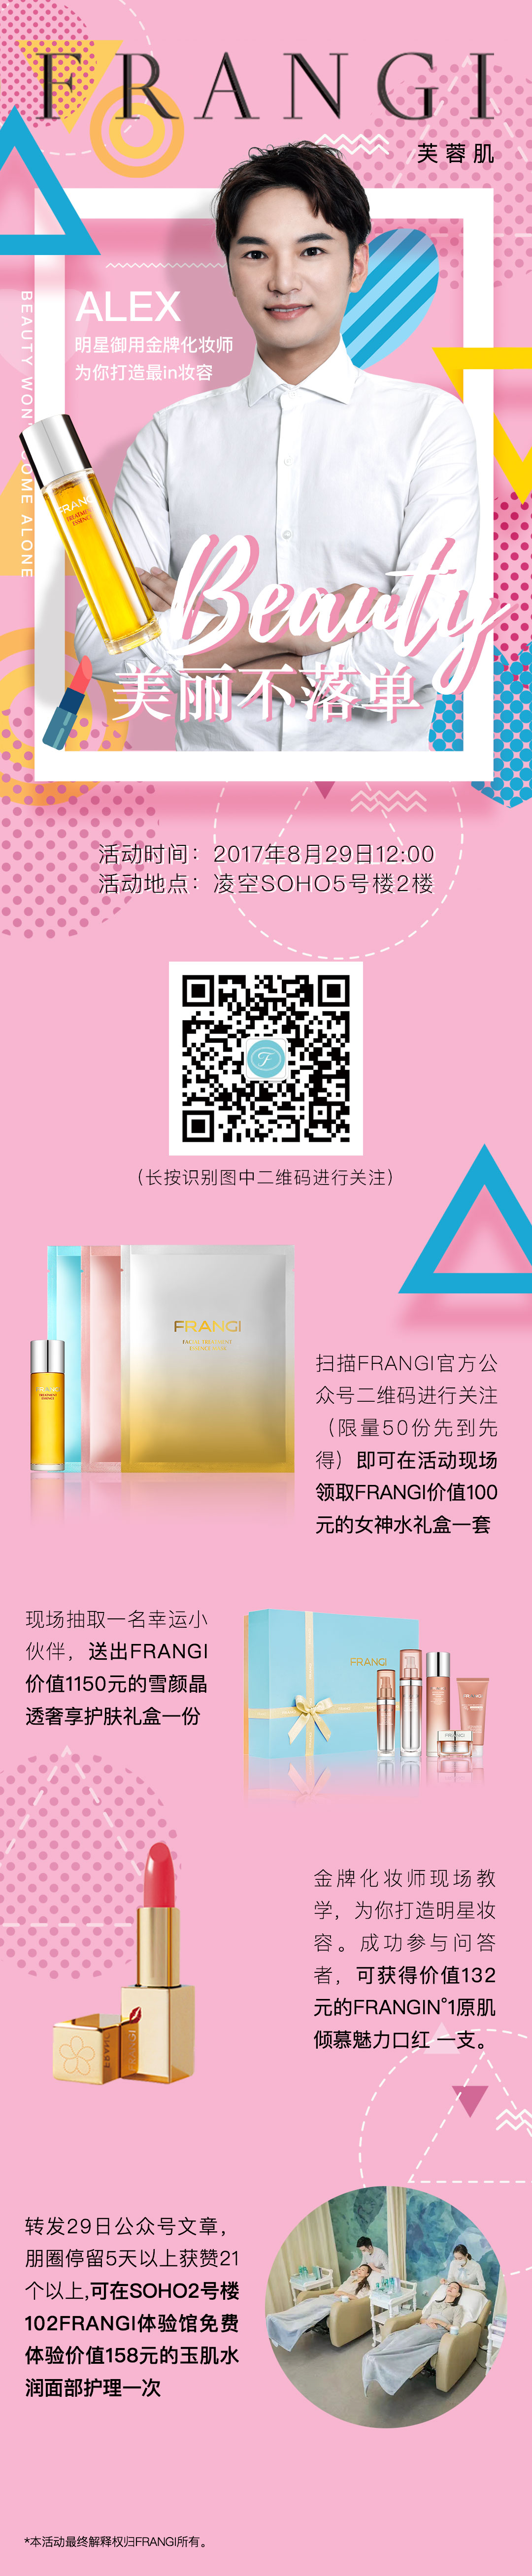 FRANGI
芙蓉肌
ALEX
明星御用金牌化妆师
为你打造最in妆容
BEAUTY WON'T COME ALONE
FRANGI
TREATMENT
ESSENCE
Beauty
美丽不落单
活动时间：2017年8月29日12:00
活动地点：凌空SOHO5号楼2楼
（长按识别图中二维码进行关注）
FRANGI
扫描FRANGI官方公
众号二维码进行关注
（限量50份先到先
得）即可在活动现场
领取FRANGI价值100
元的女神水礼盒一套
现场抽取一名幸运小
伙伴，送出FRANGI
价值1150元的雪颜晶
透奢享护肤礼盒一份
FRANGI
金牌化妆师现场教
学，为你打造明星妆
容。成功参与问答
者，可获得价值132
元的FRANGIN°1原肌
倾慕魅力口红一支。
FRANGI
转发29日公众号文章，
朋圈停留5天以上获赞21
个以上,可在SOHO2号楼
102FRANGI体验馆免费
体验价值158元的玉肌水
润面部护理一次
*本活动最终解释权归FRANGI所有。